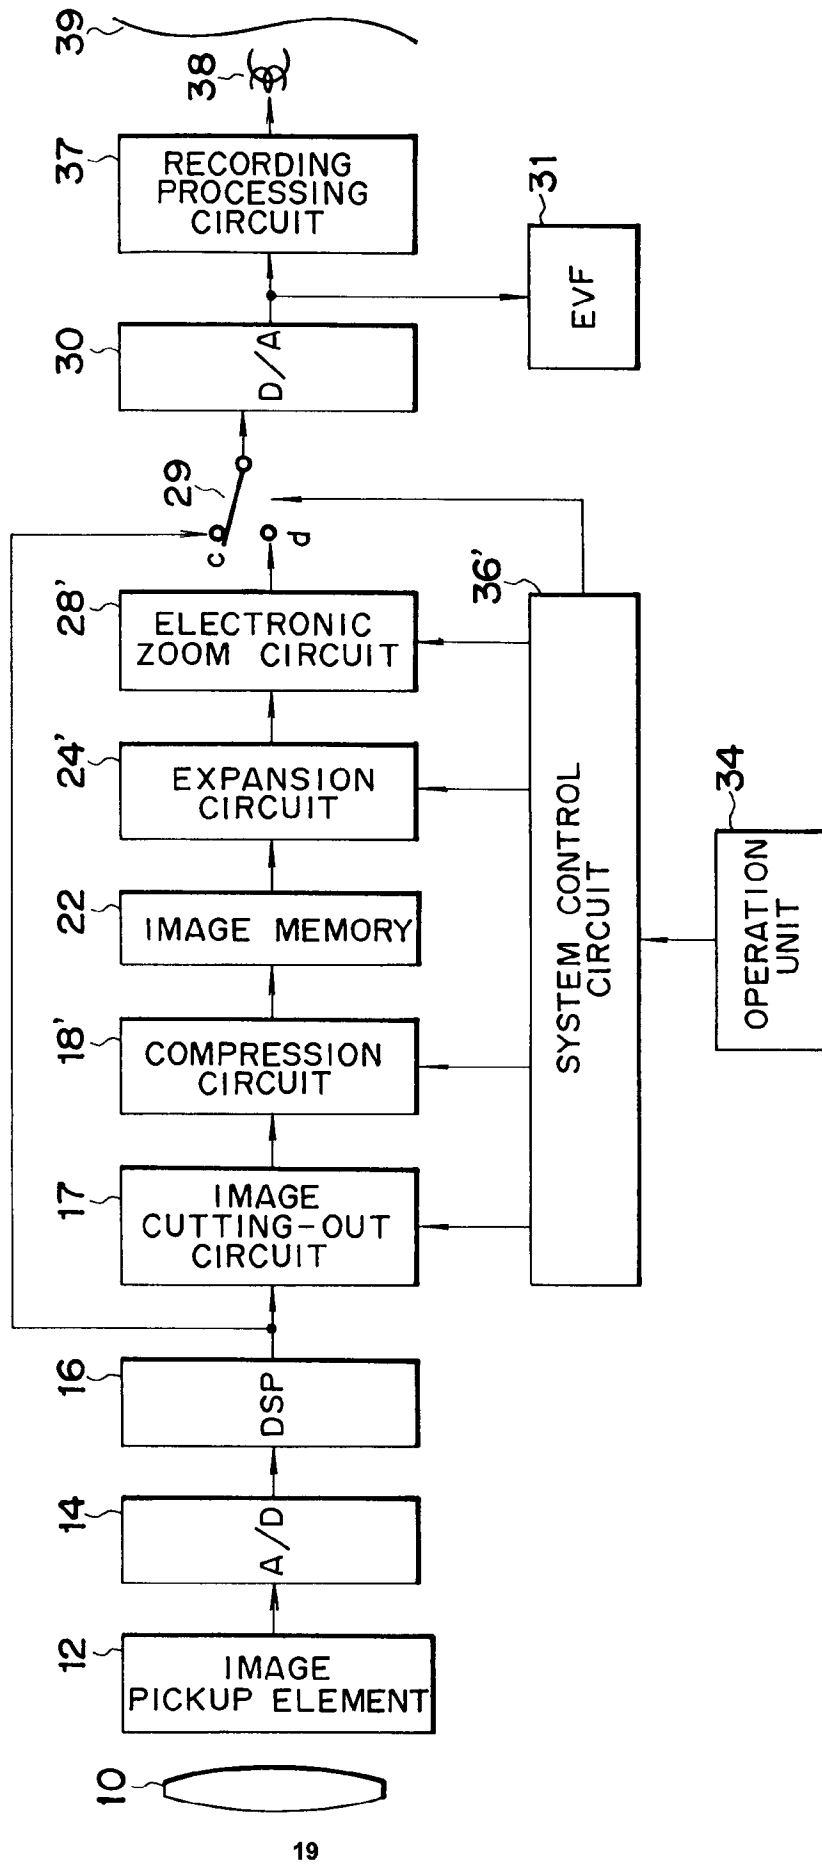 10
12
IMAGE
PICKUP ELEMENT
14
A/D
16
DSP
17
IMAGE
CUTTING-OUT
CIRCUIT
18'
COMPRESSION
CIRCUIT
22
IMAGE MEMORY
24'
EXPANSION
CIRCUIT
28'
ELECTRONIC
ZOOM CIRCUIT
c
d
29
30
D/A
37
RECORDING
PROCESSING
CIRCUIT
38
39
31
EVF
36'
SYSTEM CONTROL
CIRCUIT
34
OPERATION
UNIT
19